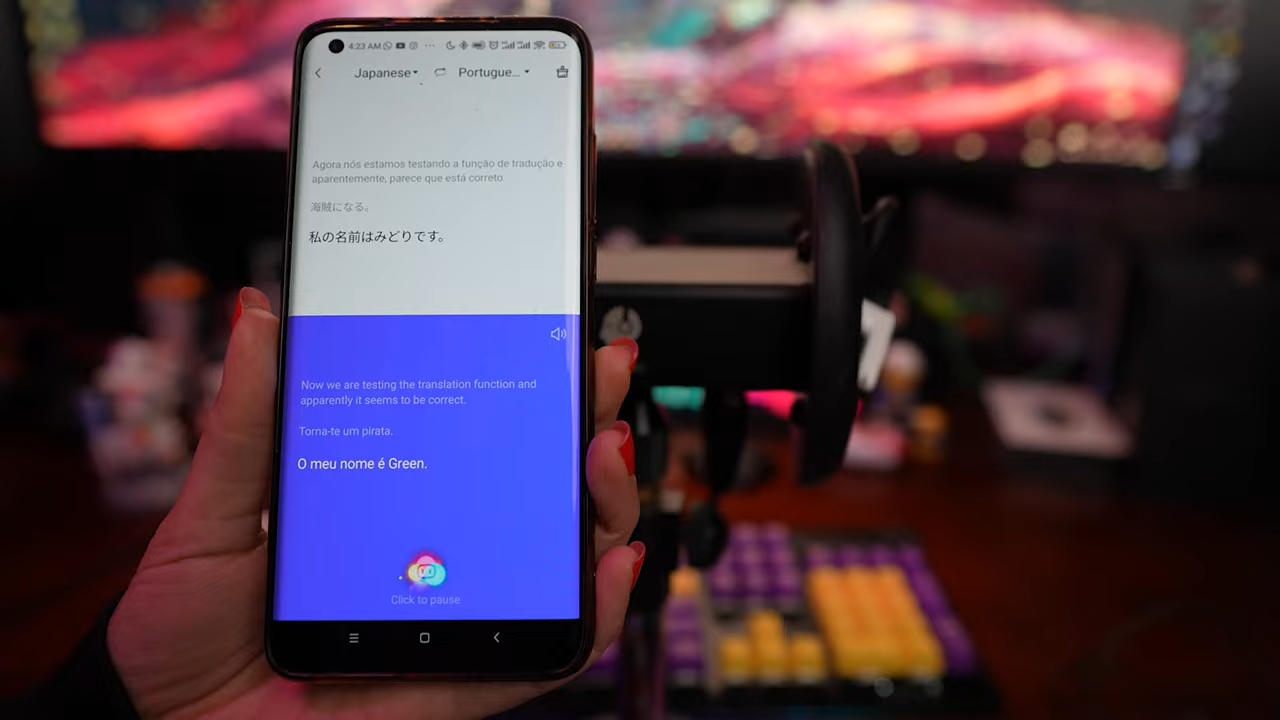 4:23 AM
Japanese Portugue...
Agora nós estamos testando a função de tradução e
aparentemente, parece que está correto
海賊になる。
私の名前はみどりです。
Now we are testing the translation function and
apparently it seems to be correct.
Torna-te um pirata.
O meu nome é Green.
Click to pause